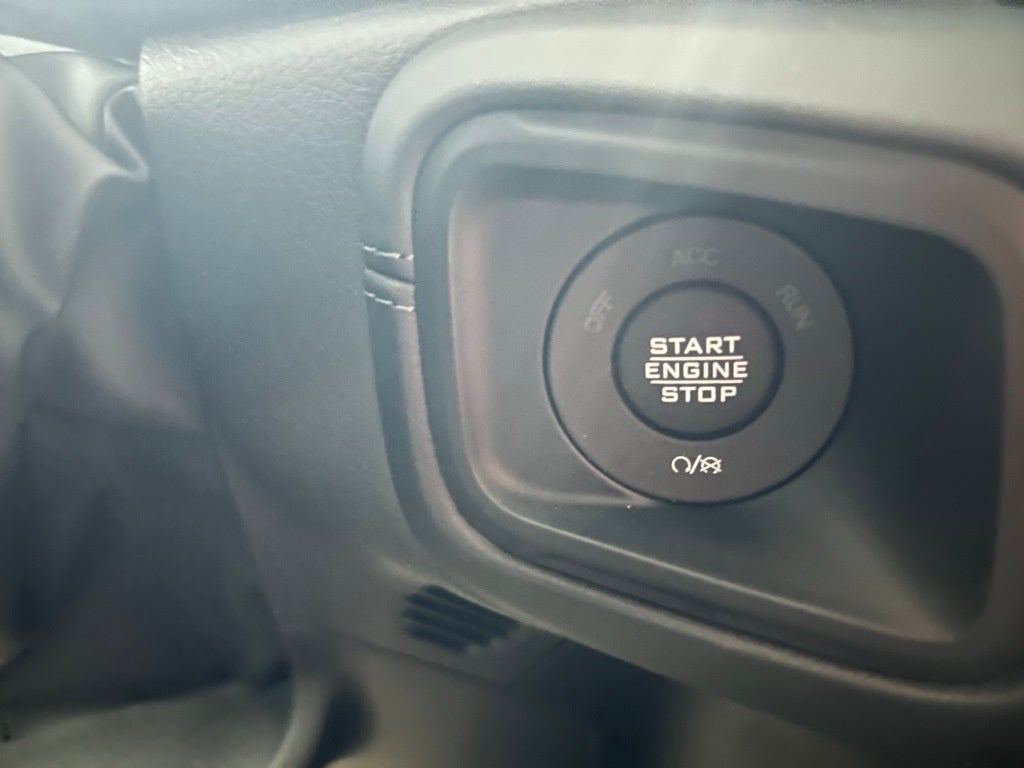 ACC
OFF
RUN
START
ENGINE
STOP